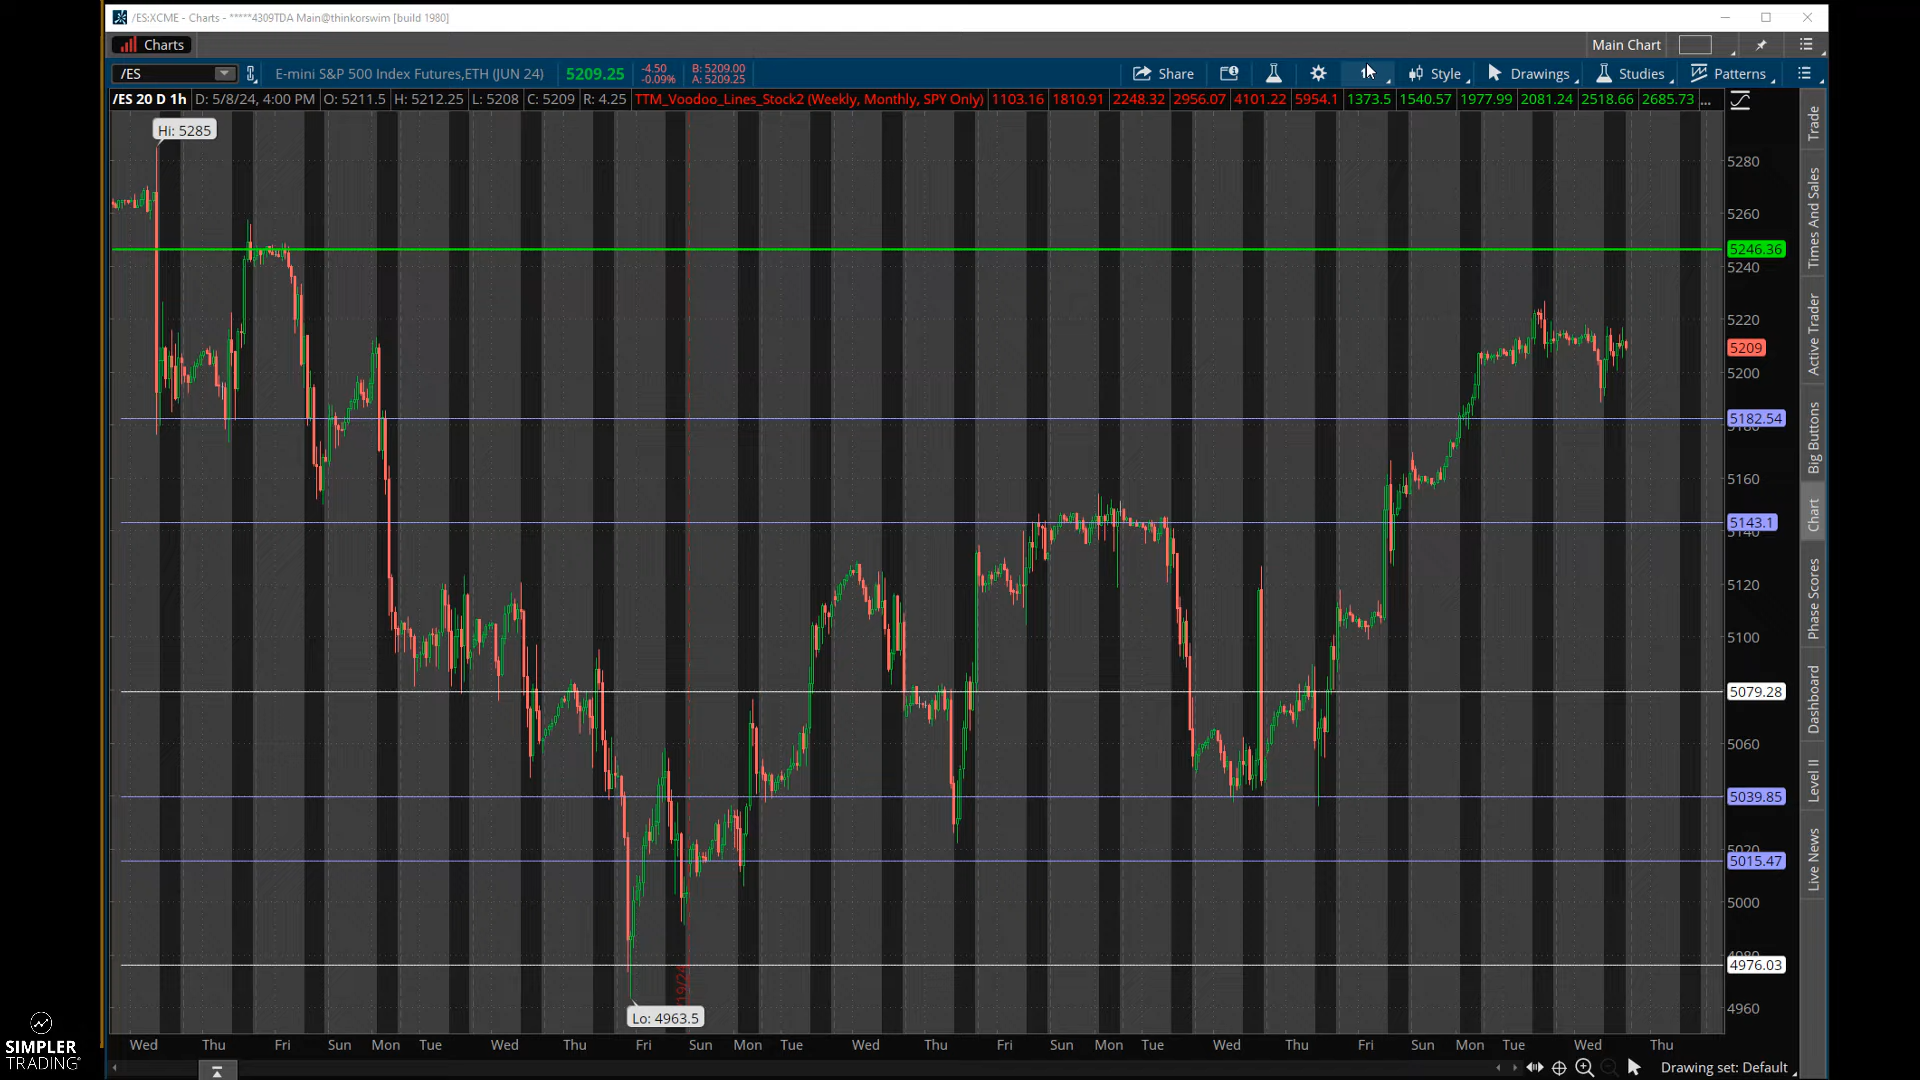 /ES:XCME - Charts - *****4309TDA Main@thinkorswim [build 1980]
Charts
Main Chart
/ES
E-mini S&P 500 Index Futures,ETH (JUN 24)
5209.25
-4.50
-0.09%
B: 5209.00
A: 5209.25
Share
Style
Drawings
Studies
Patterns
/ES 20 D 1h
D: 5/8/24, 4:00 PM
O: 5211.5
H: 5212.25
L: 5208
C: 5209
R: 4.25
TTM_Voodoo_Lines_Stock2 (Weekly, Monthly, SPY Only)
1103.16
1810.91
2248.32
2956.07
4101.22
5954.1
1373.5
1540.57
1977.99
2081.24
2518.66
2685.73
...
Hi: 5285
5280
5260
5246.36
5240
5220
5209
5200
5182.54
5180
5160
5143.1
5140
5120
5100
5079.28
5060
5039.85
5020
5015.47
5000
4980
4976.03
4960
Lo: 4963.5
Trade
Times And Sales
Active Trader
Big Buttons
Chart
Phase Scores
Dashboard
Level II
Live News
Wed
Thu
Fri
Sun
Mon
Tue
Wed
Thu
Fri
Sun
Mon
Tue
Wed
Thu
Fri
Sun
Mon
Tue
Wed
Thu
Fri
Sun
Mon
Tue
Wed
Thu
Drawing set: Default
SIMPLER
TRADING